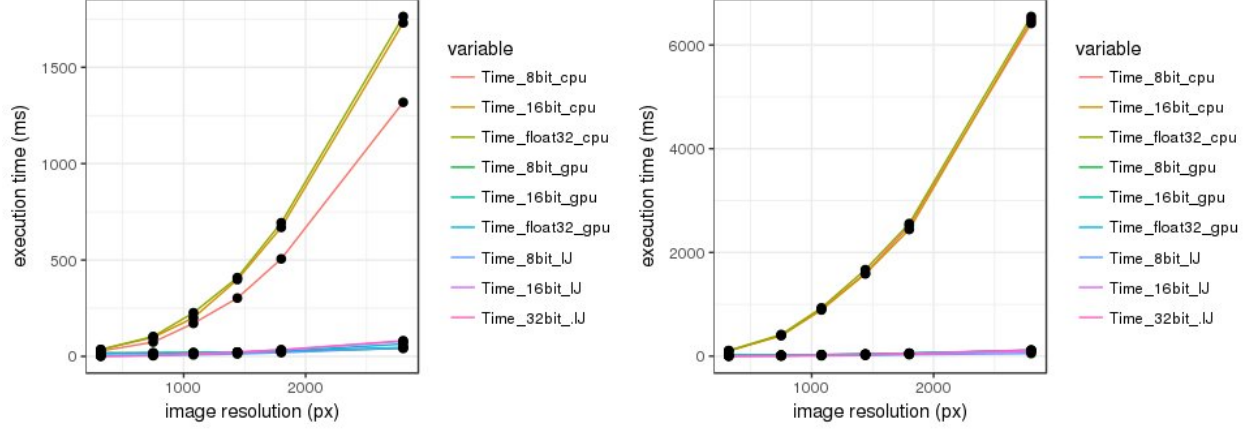 execution time (ms)
1500
1000
500
0
1000
2000
image resolution (px)
variable
Time_8bit_cpu
Time_16bit_cpu
Time_float32_cpu
Time_8bit_gpu
Time_16bit_gpu
Time_float32_gpu
Time_8bit_IJ
Time_16bit_IJ
Time_32bit_.IJ
execution time (ms)
6000
4000
2000
0
1000
2000
image resolution (px)
variable
Time_8bit_cpu
Time_16bit_cpu
Time_float32_cpu
Time_8bit_gpu
Time_16bit_gpu
Time_float32_gpu
Time_8bit_IJ
Time_16bit_IJ
Time_32bit_.IJ